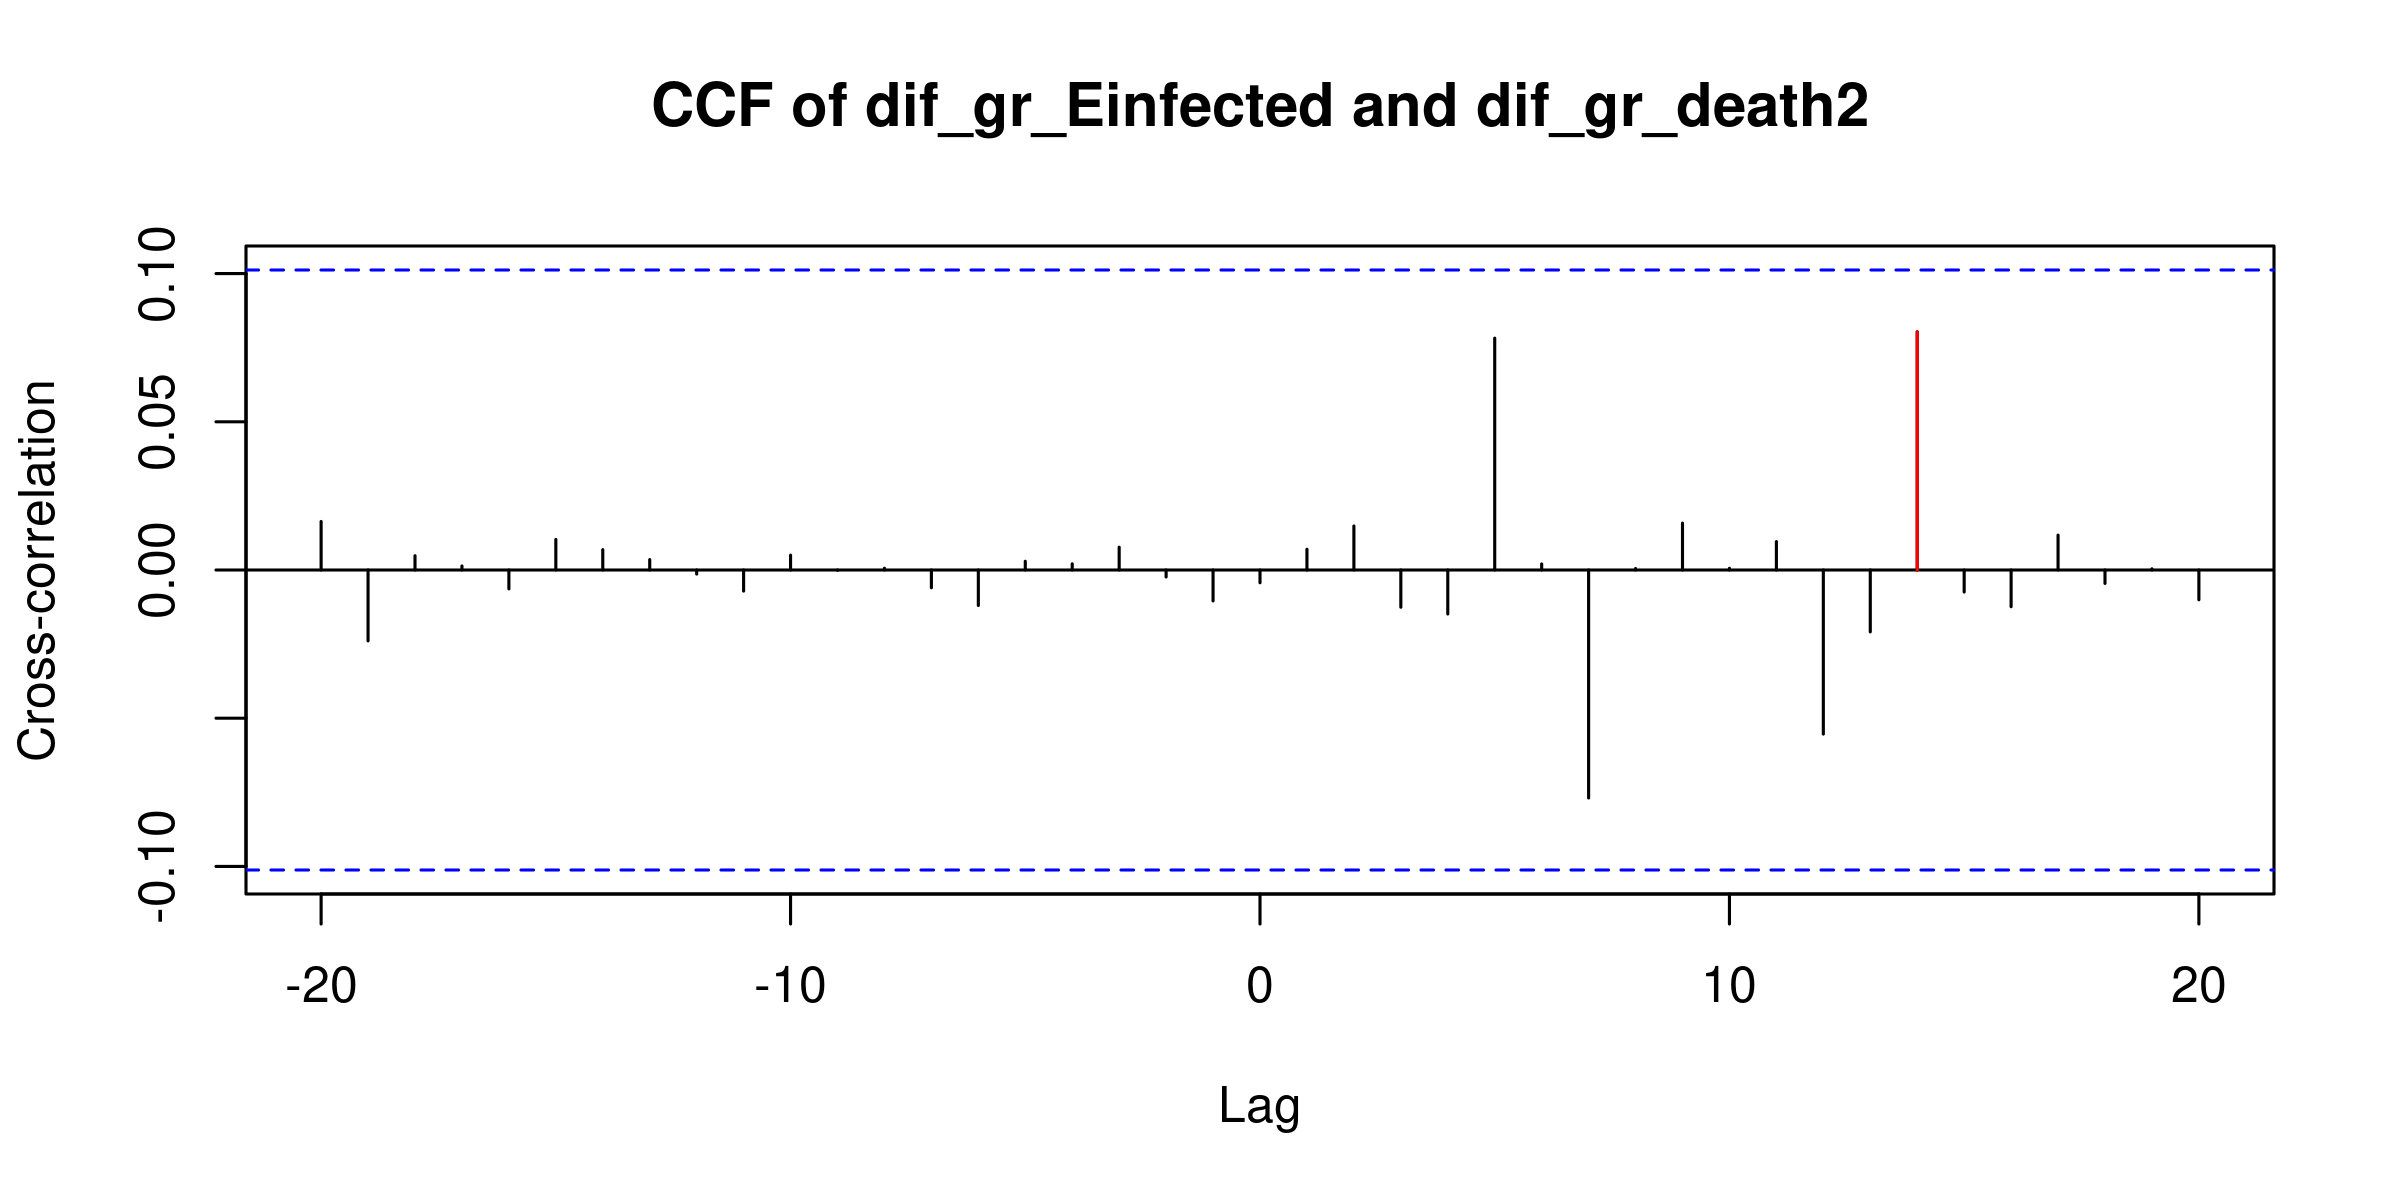 CCF of dif_gr_Einfected and dif_gr_death2
Cross-correlation
0.10
0.05
0.00
-0.10
-20 -10 0 10 20
Lag